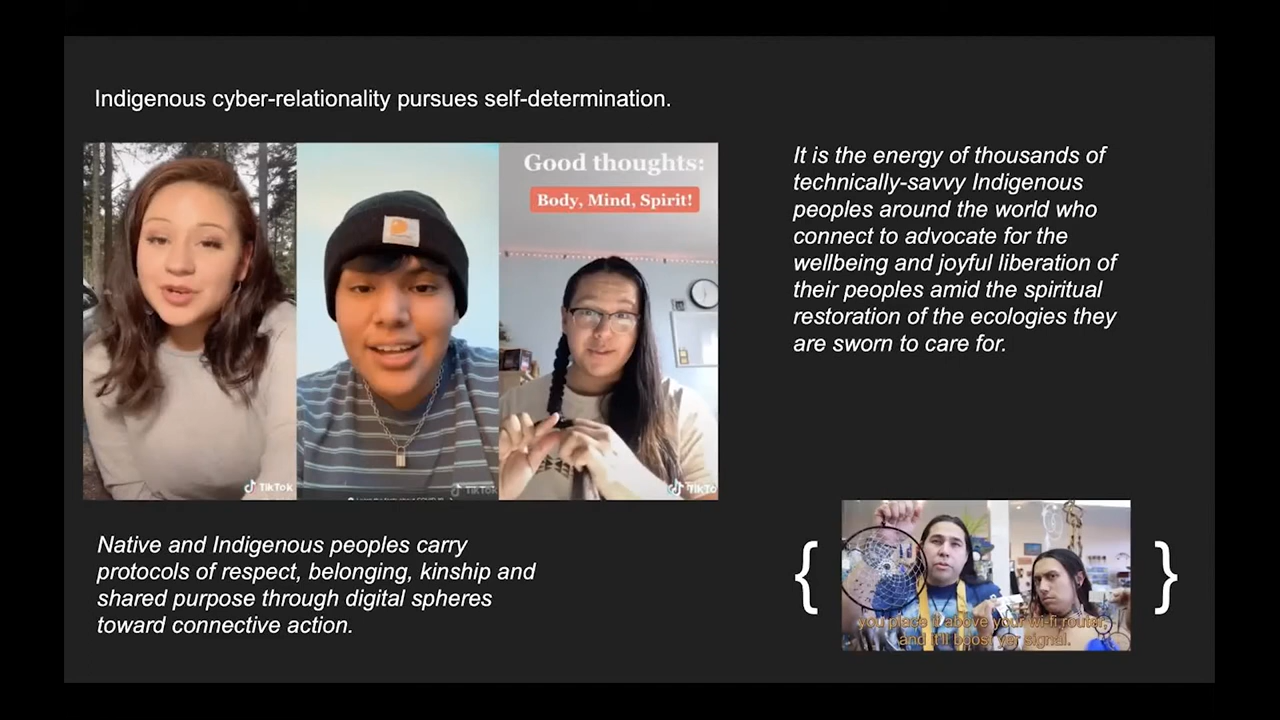 Indigenous cyber-relationality pursues self-determination.
Good thoughts:
Body, Mind, Spirit!
TikTok
TikTok
TikTo
Native and Indigenous peoples carry
protocols of respect, belonging, kinship and
shared purpose through digital spheres
toward connective action.
It is the energy of thousands of
technically-savvy Indigenous
peoples around the world who
connect to advocate for the
wellbeing and joyful liberation of
their peoples amid the spiritual
restoration of the ecologies they
are sworn to care for.
{ }
you place it above your wi-fi router,
and it'll boost yer signal.